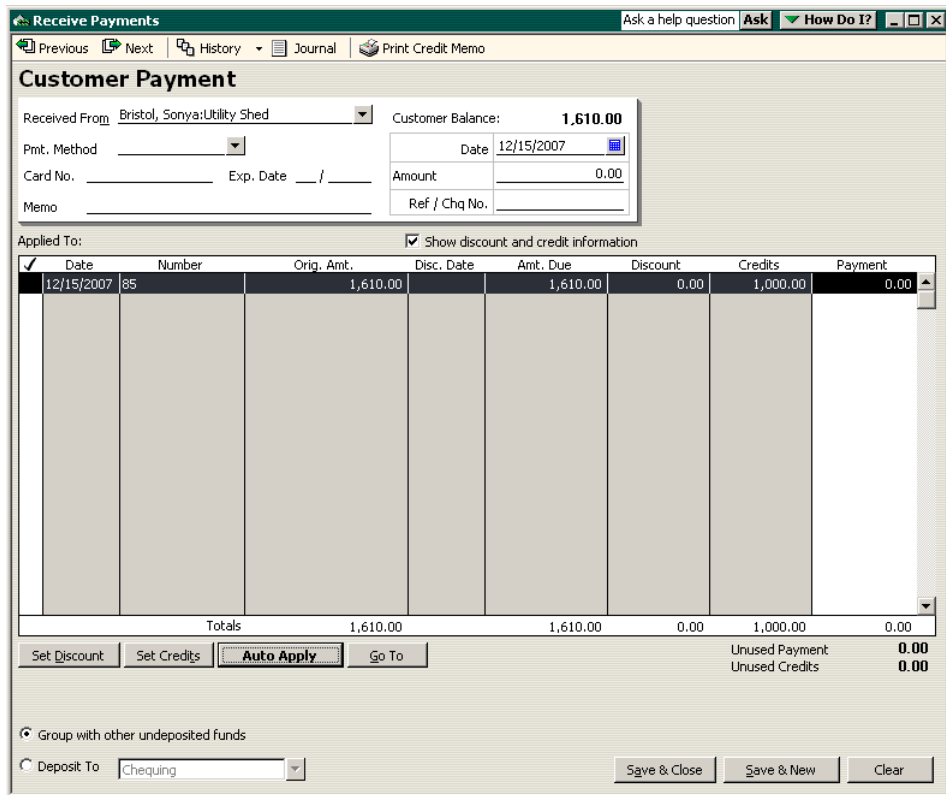 Receive Payments Ask a help question Ask How Do I?
Previous Next History Journal Print Credit Memo
Customer Payment
Received From Bristol, Sonya:Utility Shed Customer Balance: 1,610.00
Pmt. Method Date 12/15/2007
Card No. Exp. Date / Amount 0.00
Memo Ref / Chq No.
Applied To: Show discount and credit information
Date Number Orig. Amt. Disc. Date Amt. Due Discount Credits Payment
12/15/2007 85 1,610.00 1,610.00 0.00 1,000.00 0.00
Totals 1,610.00 1,610.00 0.00 1,000.00 0.00
Set Discount Set Credits Auto Apply Go To Unused Payment 0.00
Unused Credits 0.00
Group with other undeposited funds
Deposit To Chequing Save & Close Save & New Clear